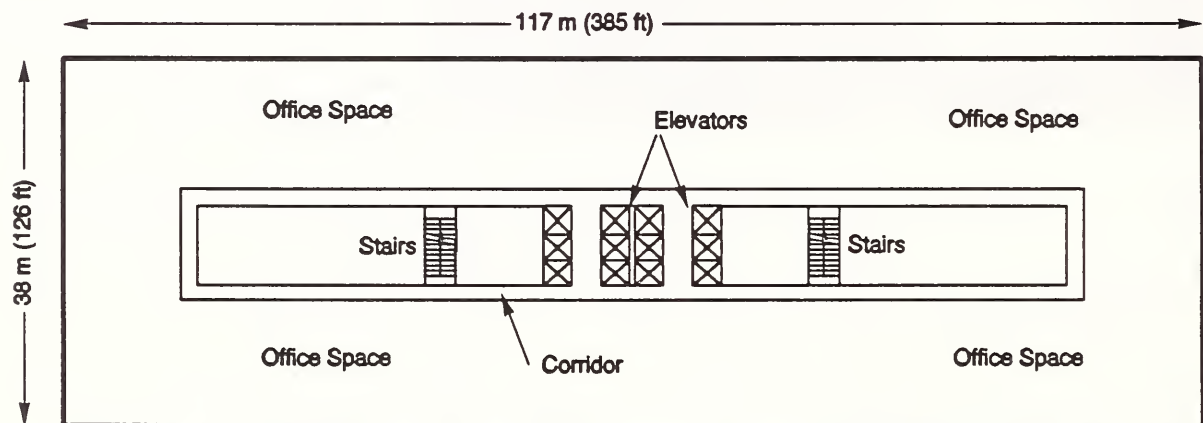 117 m (385 ft)
Office Space
Elevators
Office Space
38 m (126 ft)
Stairs
Stairs
Office Space
Corridor
Office Space